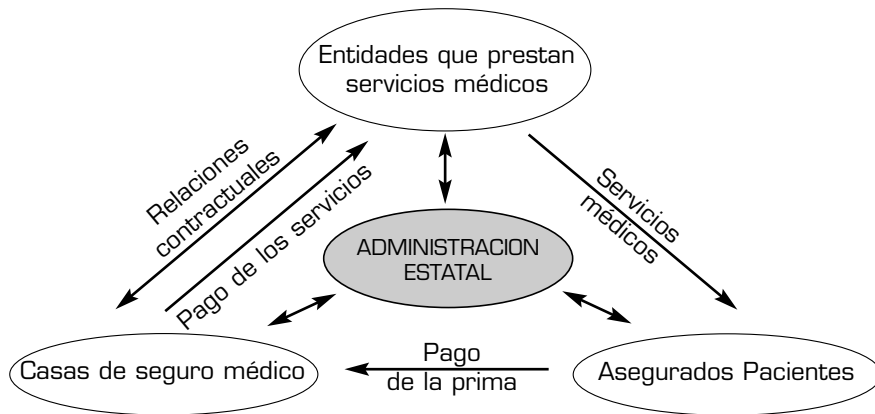 Entidades que prestan
servicios médicos
Relaciones
contractuales
Pago de los servicios
Servicios
médicos
ADMINISTRACION
ESTATAL
Casas de seguro médico
Pago
de la prima
Asegurados Pacientes